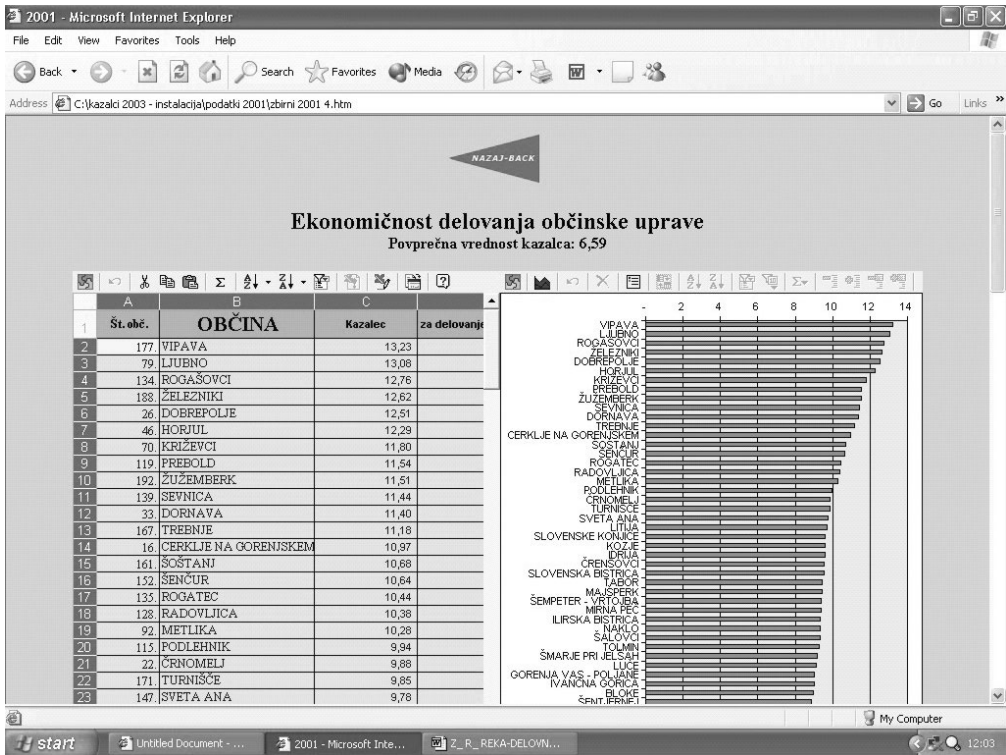 2001 - Microsoft Internet Explorer
File Edit View Favorites Tools Help
Back Search Favorites Media
Address C:\kazalci 2003 - instalacija\podatki 2001\zbirni 2001 4.htm Go Links »
NAZAJ-BACK
Ekonomičnost delovanja občinske uprave
Povprečna vrednost kazalca: 6,59
A B C
1 Št. obč. OBČINA Kazalec za delovanje
2 177. VIPAVA 13,23
3 79. LJUBNO 13,08
4 134. ROGAŠOVCI 12,76
5 188. ŽELEZNIKI 12,62
6 26. DOBREPOLJE 12,51
7 46. HORJUL 12,29
8 70. KRIŽEVCI 11,80
9 119. PREBOLD 11,54
10 192. ŽUŽEMBERK 11,51
11 139. SEVNICA 11,44
12 33. DORNAVA 11,40
13 167. TREBNJE 11,18
14 16. CERKLJE NA GORENJSKEM 10,97
15 161. ŠOŠTANJ 10,68
16 152. ŠENČUR 10,64
17 135. ROGATEC 10,44
18 128. RADOVLJICA 10,38
19 92. METLIKA 10,28
20 115. PODLEHNIK 9,94
21 22. ČRNOMELJ 9,88
22 171. TURNIŠČE 9,85
23 147. SVETA ANA 9,78
- 2 4 6 8 10 12 14
VIPAVA
LJUBNO
ROGAŠOVCI
ŽELEZNIKI
DOBREPOLJE
HORJUL
KRIŽEVCI
PREBOLD
ŽUŽEMBERK
SEVNICA
DORNAVA
TREBNJE
CERKLJE NA GORENJSKEM
ŠOŠTANJ
ŠENČUR
ROGATEC
RADOVLJICA
METLIKA
PODLEHNIK
ČRNOMELJ
TURNIŠČE
SVETA ANA
LITIJA
SLOVENSKE KONJICE
KOZJE
IDRIJA
ČRENŠOVCI
SLOVENSKA BISTRICA
TABOR
MAJŠPERK
ŠEMPETER - VRTOJBA
MIRNA PEČ
ILIRSKA BISTRICA
NAKLO
ŠALOVCI
TOLMIN
ŠMARJE PRI JELŠAH
LUČE
GORENJA VAS - POLJANE
IVANČNA GORICA
BLOKE
ŠENTJERNEJ
My Computer
start Untitled Document - ... 2001 - Microsoft Inte... Z_R_REKA-DELOVN... 12:03